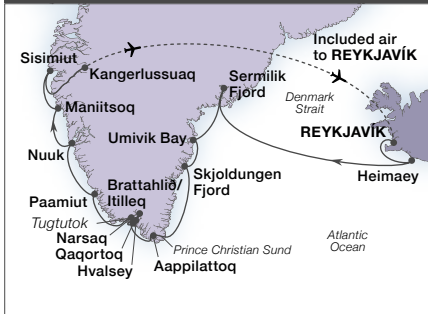 Included air
to REYKJAVÍK
Sisimiut
Kangerlussuaq
Sermilik
Fjord
Denmark
Strait
Maniitsoq
REYKJAVÍK
Umivik Bay
Nuuk
Heimaey
Skjoldungen
Fjord
Brattahlið/
Itilleq
Paamiut
Tugtutok
Narsaq
Qaqortoq
Hvalsey
Prince Christian Sund
Aappilattoq
Atlantic
Ocean